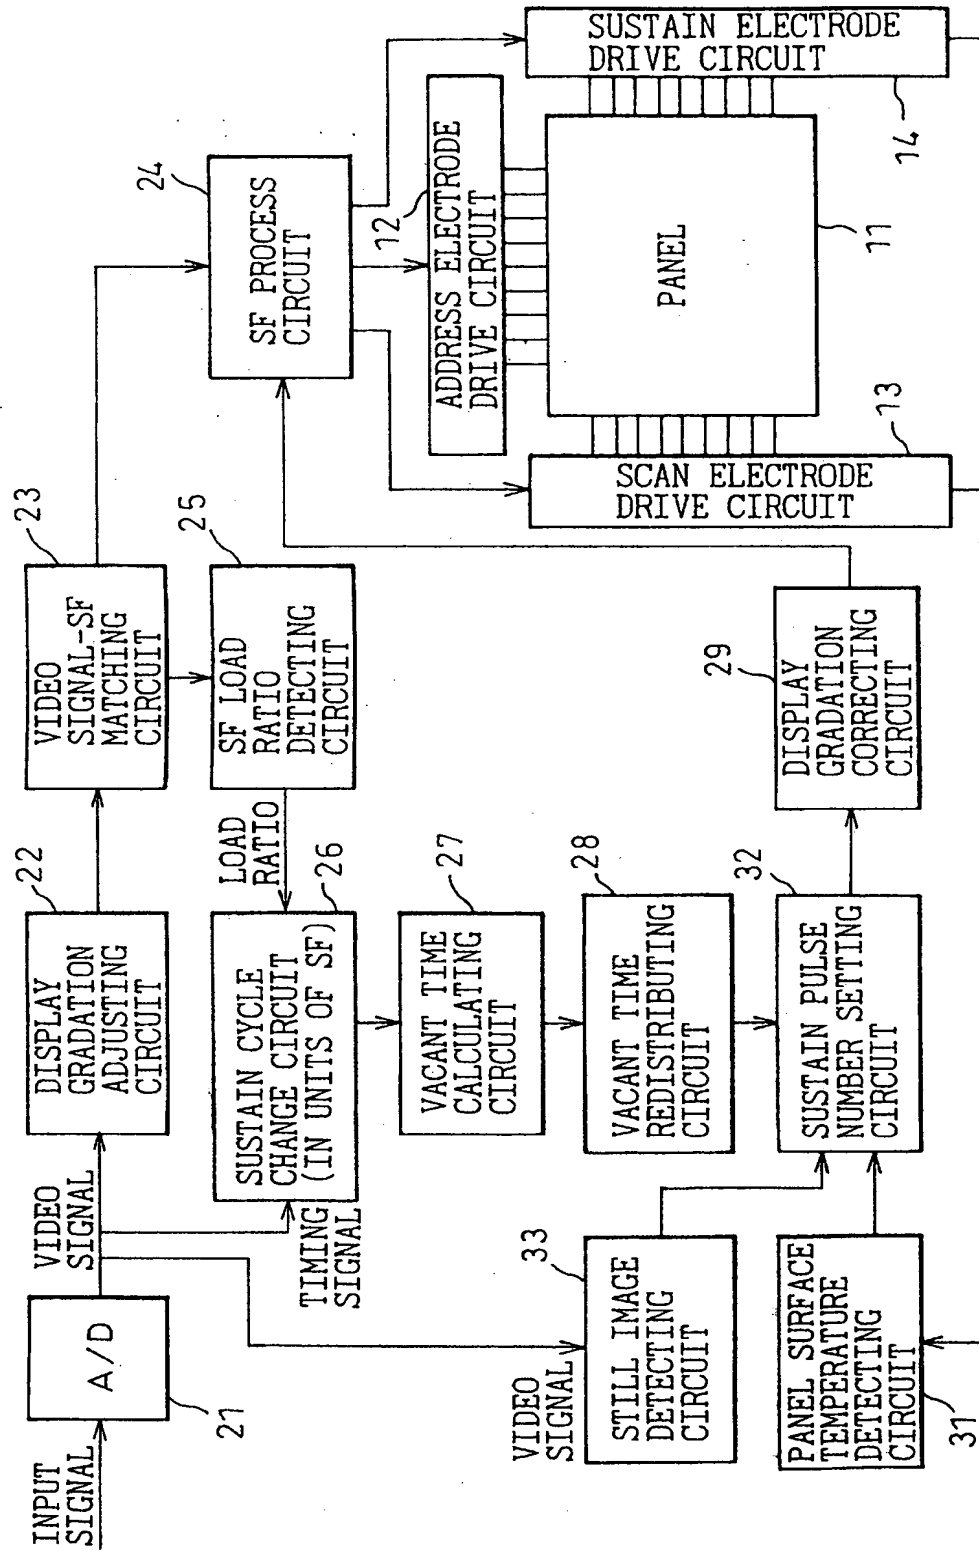 INPUT
SIGNAL
A/D
21
VIDEO
SIGNAL
DISPLAY
GRADATION
ADJUSTING
CIRCUIT
22
VIDEO
SIGNAL-SF
MATCHING
CIRCUIT
23
SF PROCESS
CIRCUIT
24
SF LOAD
RATIO
DETECTING
CIRCUIT
25
LOAD
RATIO
SUSTAIN CYCLE
CHANGE CIRCUIT
(IN UNITS OF SF)
26
TIMING
SIGNAL
VACANT TIME
CALCULATING
CIRCUIT
27
VACANT TIME
REDISTRIBUTING
CIRCUIT
28
VIDEO
SIGNAL
STILL IMAGE
DETECTING
CIRCUIT
33
PANEL SURFACE
TEMPERATURE
DETECTING
CIRCUIT
31
SUSTAIN PULSE
NUMBER SETTING
CIRCUIT
32
DISPLAY
GRADATION
CORRECTING
CIRCUIT
29
ADDRESS ELECTRODE
DRIVE CIRCUIT
12
SCAN ELECTRODE
DRIVE CIRCUIT
13
PANEL
11
SUSTAIN ELECTRODE
DRIVE CIRCUIT
14